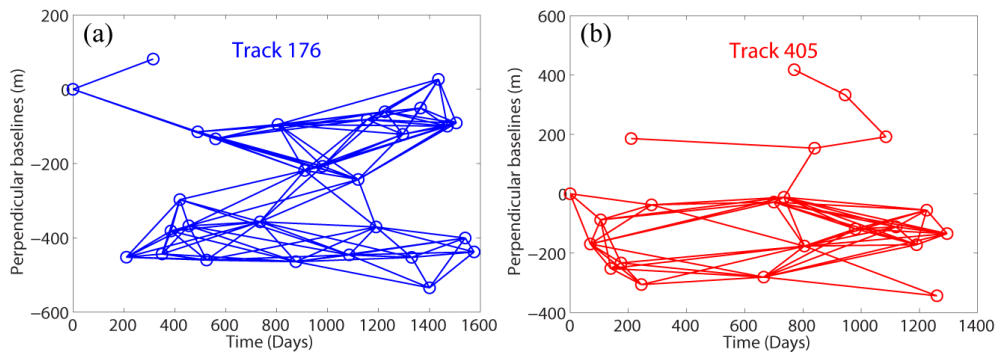 (a)
Track 176
Perpendicular baselines (m)
200
0
−200
−400
−600
0 200 400 600 800 1000 1200 1400 1600
Time (Days)
(b)
Track 405
Perpendicular baselines (m)
600
400
200
0
−200
−400
0 200 400 600 800 1000 1200 1400
Time (Days)